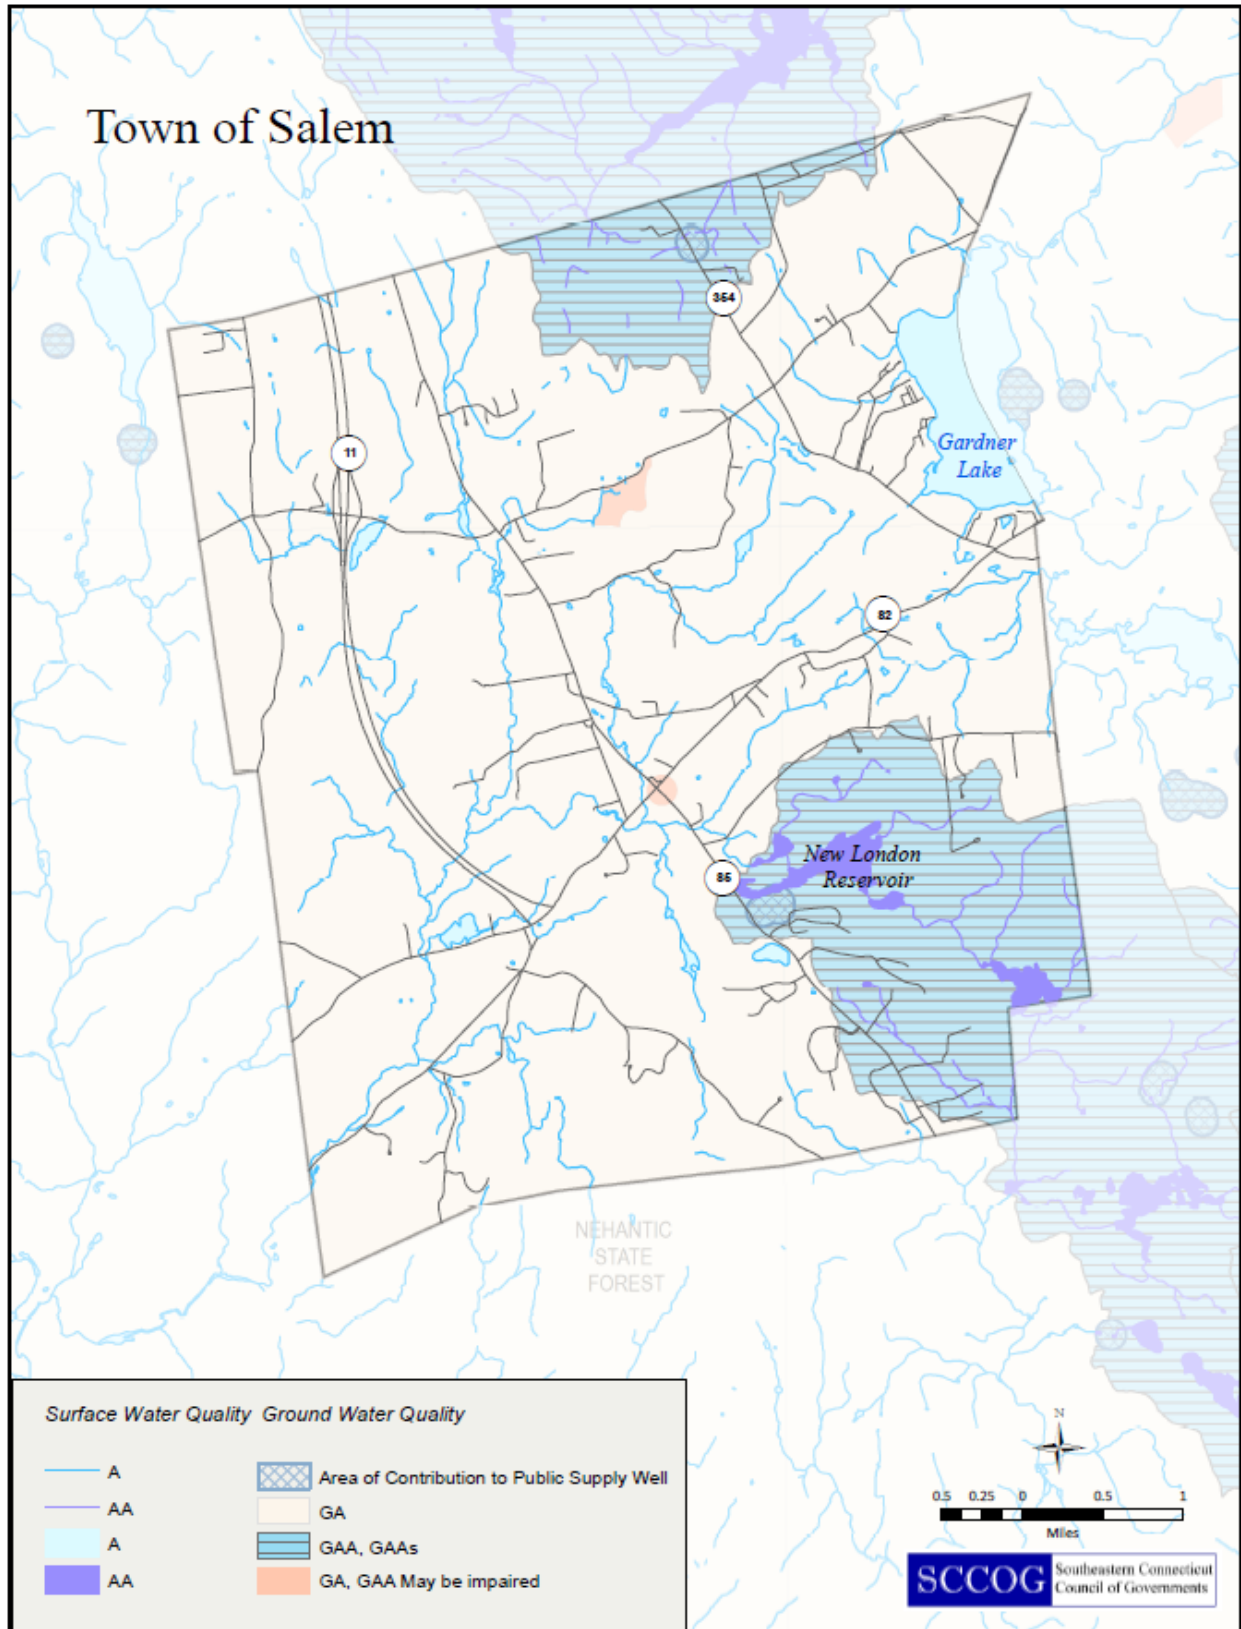 Town of Salem
354
11
Gardner
Lake
82
New London
Reservoir
85
NEHANTIC
STATE
FOREST
Surface Water Quality Ground Water Quality
A
Area of Contribution to Public Supply Well
AA
GA
A
GAA, GAAs
AA
GA, GAA May be impaired
N
0.5 0.25 0 0.5 1
Miles
SCCOG Southeastern Connecticut
Council of Governments